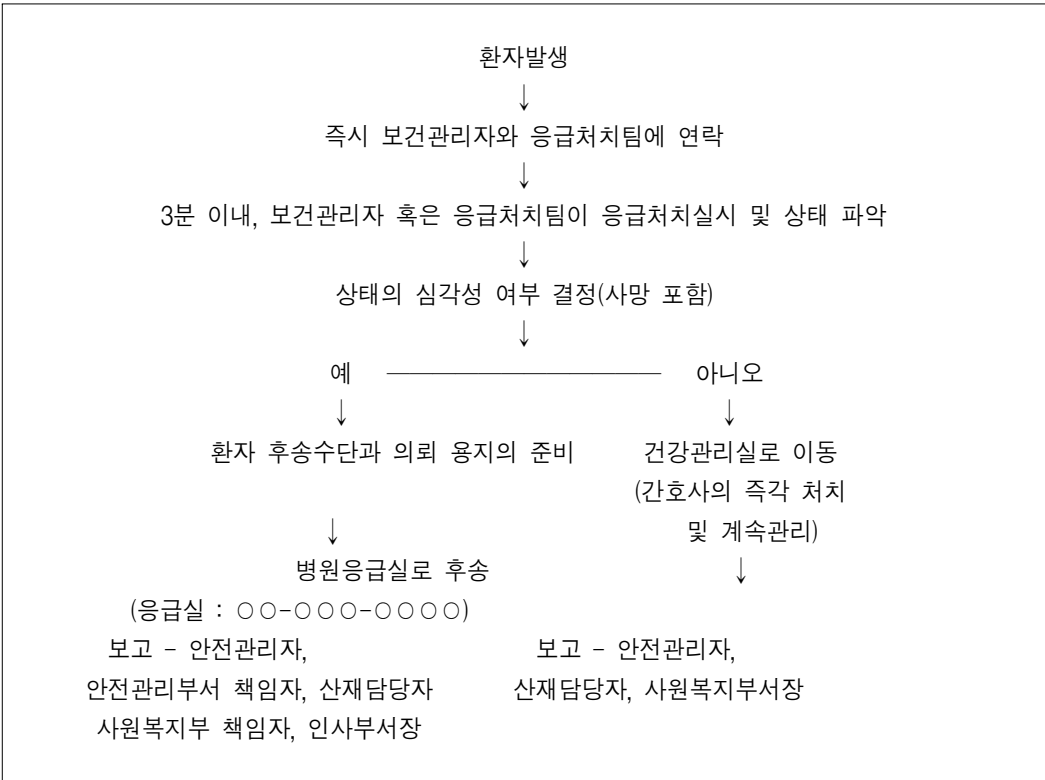 환자발생
↓
즉시 보건관리자와 응급처치팀에 연락
↓
3분 이내, 보건관리자 혹은 응급처치팀이 응급처치실시 및 상태 파악
↓
상태의 심각성 여부 결정(사망 포함)
↓
예 ─────────── 아니오
↓ ↓
환자 후송수단과 의뢰 용지의 준비 건강관리실로 이동
(간호사의 즉각 처치
및 계속관리)
↓ ↓
병원응급실로 후송
(응급실 : ○○-○○○-○○○○)
보고 - 안전관리자, 보고 - 안전관리자,
안전관리부서 책임자, 산재담당자 산재담당자, 사원복지부서장
사원복지부 책임자, 인사부서장